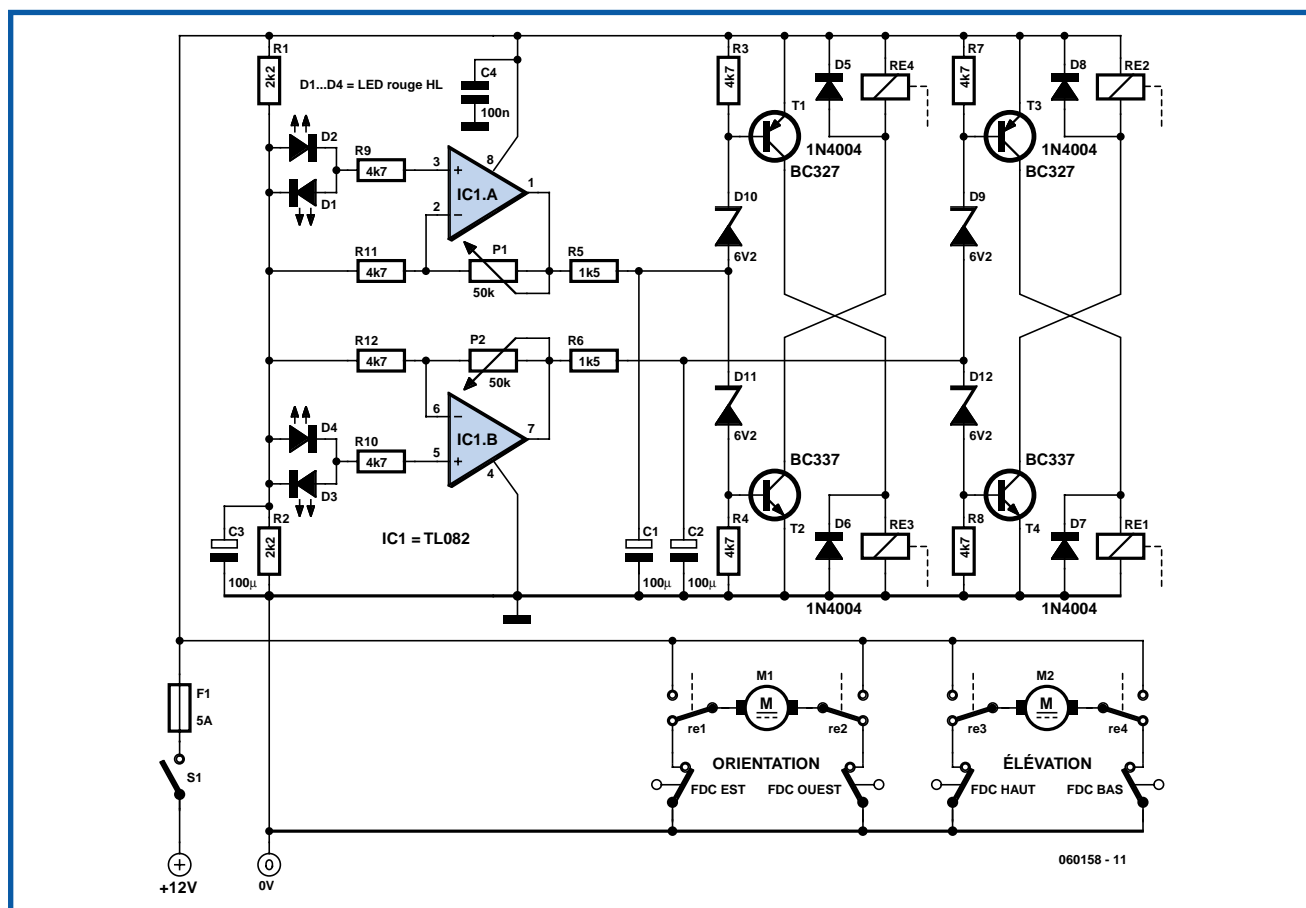 R1
2k2
D1...D4 = LED rouge HL
C4
100n
R3
4k7
D5
RE4
R7
4k7
D8
RE2
T1
T3
1N4004
1N4004
BC327
BC327
D2
D1
R9
4k7
3
+
8
IC1.A
1
2
–
D10
6V2
D9
6V2
R11
4k7
P1
50k
R5
1k5
R12
4k7
P2
50k
R6
1k5
D11
6V2
D12
6V2
6
–
IC1.B
7
5
+
4
D4
D3
R10
4k7
BC337
BC337
C3
100µ
R2
2k2
IC1 = TL082
C1
100µ
C2
100µ
R4
4k7
T2
D6
RE3
R8
4k7
T4
D7
RE1
1N4004
1N4004
F1
5A
S1
+
+12V
0
0V
M1
M
re1
re2
ORIENTATION
FDC EST
FDC OUEST
M2
M
re3
re4
ÉLÉVATION
FDC HAUT
FDC BAS
060158 - 11